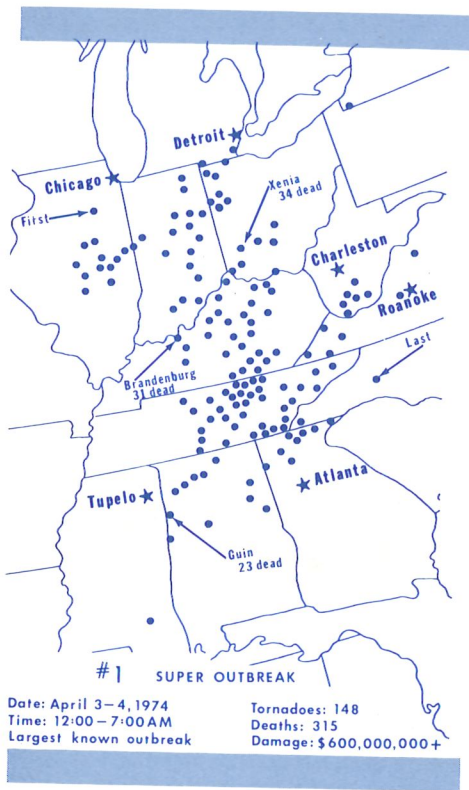 Detroit
Chicago
Xenia
34 dead
First
Charleston
Roanoke
Last
Brandenburg
31 dead
Atlanta
Tupelo
Guin
23 dead
#1 SUPER OUTBREAK
Date: April 3–4, 1974
Time: 12:00–7:00 AM
Largest known outbreak
Tornadoes: 148
Deaths: 315
Damage: $600,000,000+